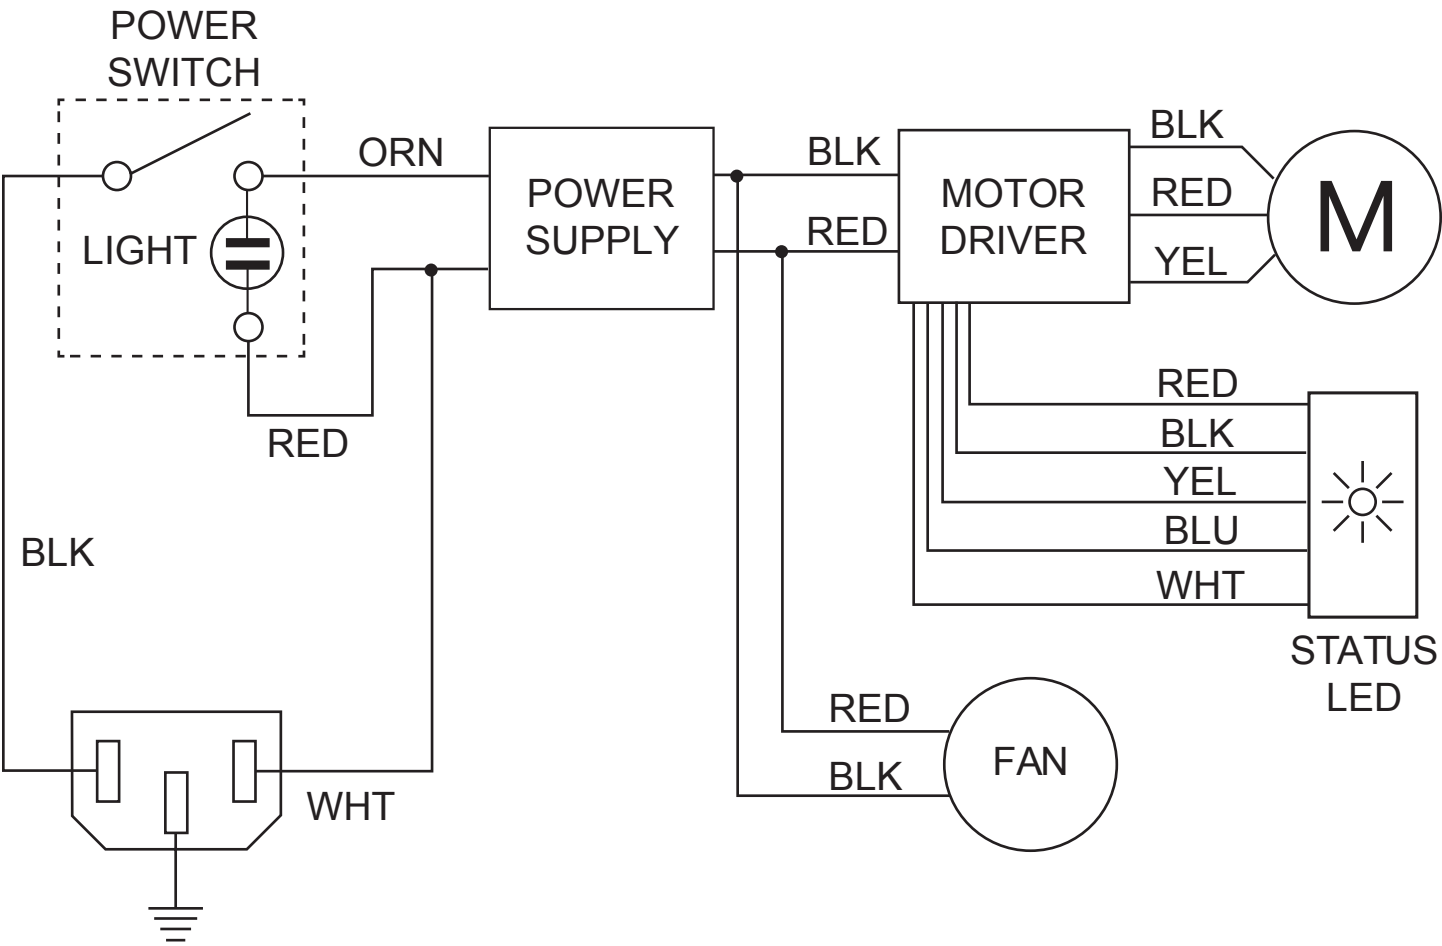 POWER
SWITCH
ORN
LIGHT
RED
BLK
WHT
POWER
SUPPLY
BLK
RED
MOTOR
DRIVER
BLK
RED
YEL
M
RED
BLK
YEL
BLU
WHT
STATUS
LED
RED
BLK
FAN